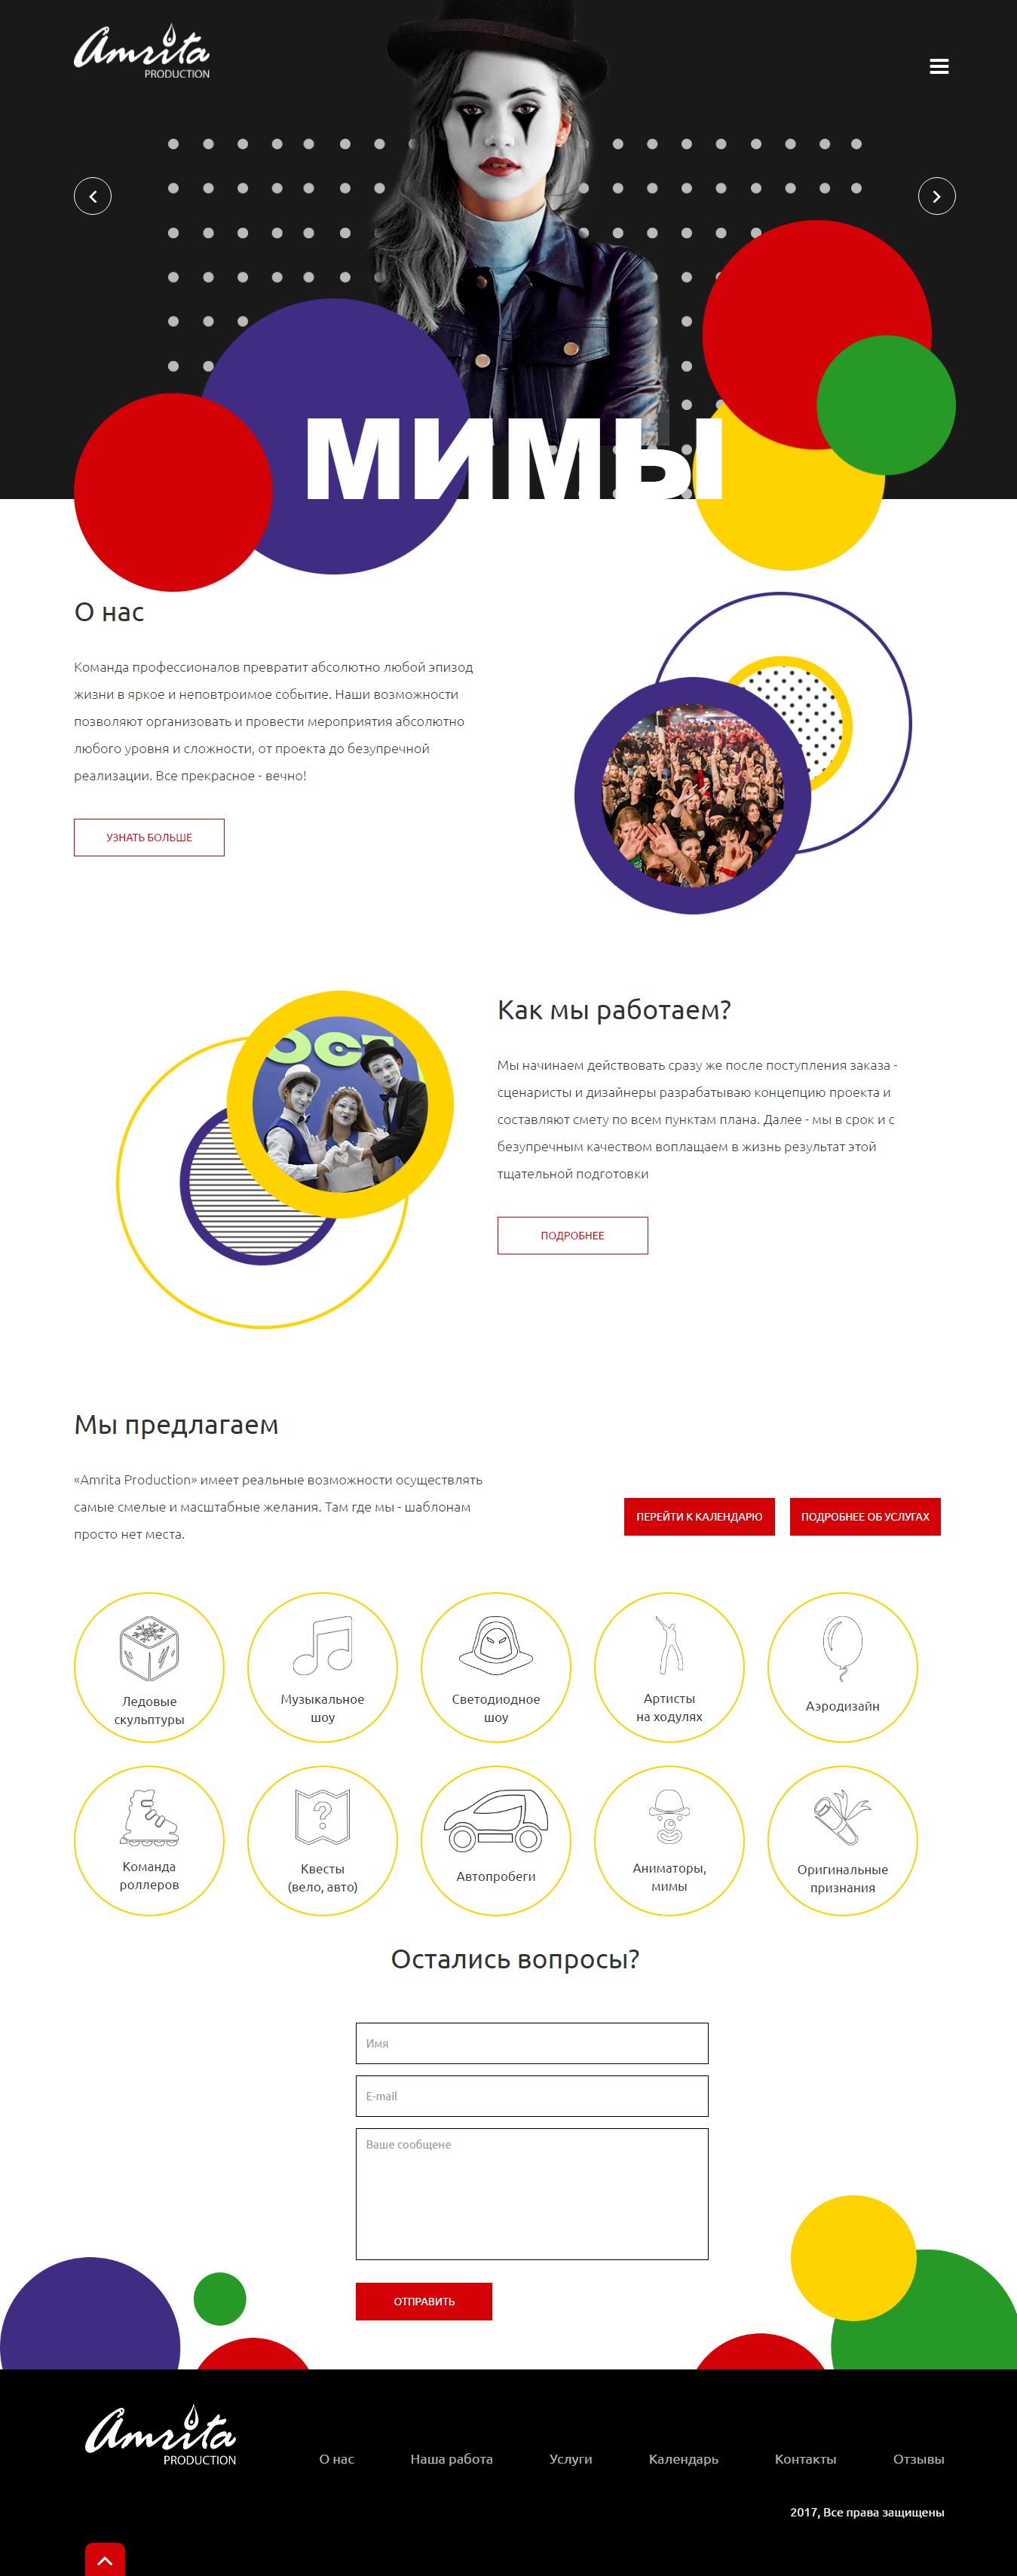 Amrita
PRODUCTION
МИМЫ
О нас
Команда профессионалов превратит абсолютно любой эпизод
жизни в яркое и неповтроимое событие. Наши возможности
позволяют организовать и провести мероприятия абсолютно
любого уровня и сложности, от проекта до безупречной
реализации. Все прекрасное - вечно!
УЗНАТЬ БОЛЬШЕ
ОСТ
Как мы работаем?
Мы начинаем действовать сразу же после поступления заказа -
сценаристы и дизайнеры разрабатываю концепцию проекта и
составляют смету по всем пунктам плана. Далее - мы в срок и с
безупречным качеством воплащаем в жизнь результат этой
тщательной подготовки
ПОДРОБНЕЕ
Мы предлагаем
«Amrita Production» имеет реальные возможности осуществлять
самые смелые и масштабные желания. Там где мы - шаблонам
просто нет места.
ПЕРЕЙТИ К КАЛЕНДАРЮ
ПОДРОБНЕЕ ОБ УСЛУГАХ
Ледовые
скульптуры
Музыкальное
шоу
Светодиодное
шоу
Артисты
на ходулях
Аэродизайн
Команда
роллеров
Квесты
(вело, авто)
Автопробеги
Аниматоры,
мимы
Оригинальные
признания
Остались вопросы?
Имя
E-mail
Ваше сообщене
ОТПРАВИТЬ
Amrita
PRODUCTION
О нас
Наша работа
Услуги
Календарь
Контакты
Отзывы
2017, Все права защищены